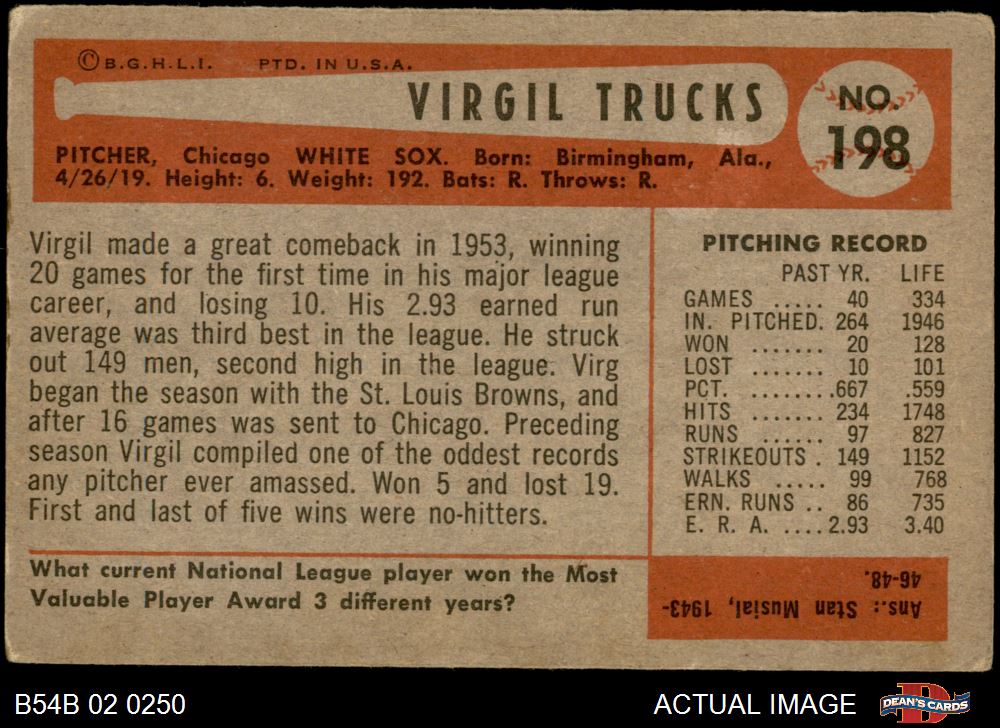 ©B.G.H.L.I. PTD. IN U.S.A.
VIRGIL TRUCKS
NO.
198
PITCHER, Chicago WHITE SOX. Born: Birmingham, Ala.,
4/26/19. Height: 6. Weight: 192. Bats: R. Throws: R.
Virgil made a great comeback in 1953, winning
20 games for the first time in his major league
career, and losing 10. His 2.93 earned run
average was third best in the league. He struck
out 149 men, second high in the league. Virg
began the season with the St. Louis Browns, and
after 16 games was sent to Chicago. Preceding
season Virgil compiled one of the oddest records
any pitcher ever amassed. Won 5 and lost 19.
First and last of five wins were no-hitters.
PITCHING RECORD
PAST YR. LIFE
GAMES ..... 40 334
IN. PITCHED. 264 1946
WON ....... 20 128
LOST ....... 10 101
PCT. ........667 .559
HITS ....... 234 1748
RUNS ...... 97 827
STRIKEOUTS . 149 1152
WALKS ..... 99 768
ERN. RUNS .. 86 735
E. R. A. ....2.93 3.40
What current National League player won the Most
Valuable Player Award 3 different years?
Ans.: Stan Musial, 1943-
46-48.
B54B 02 0250
ACTUAL IMAGE
D
DEAN'S CARDS